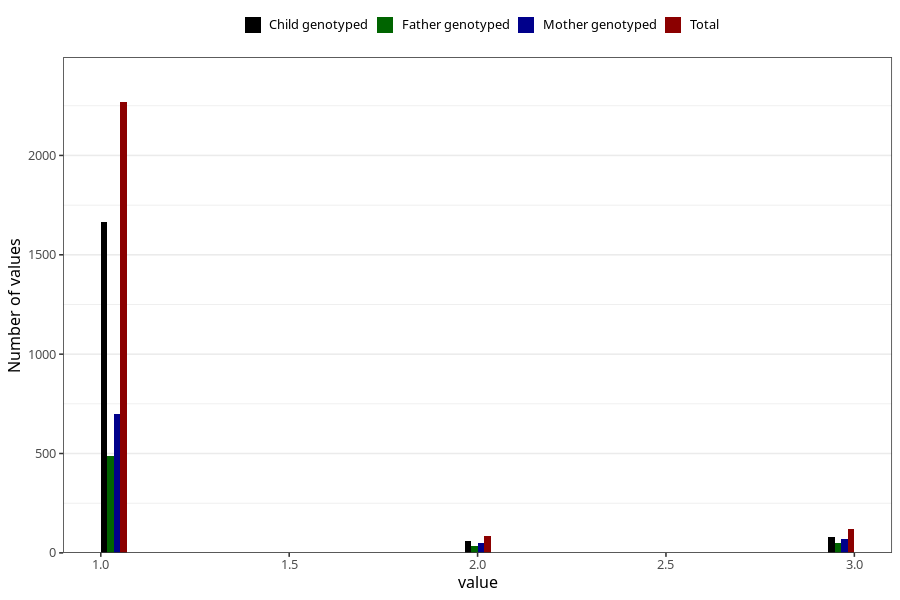 Child genotyped Father genotyped Mother genotyped Total
Number of values
2000
1500
1000
500
0
1.0 1.5 2.0 2.5 3.0
value